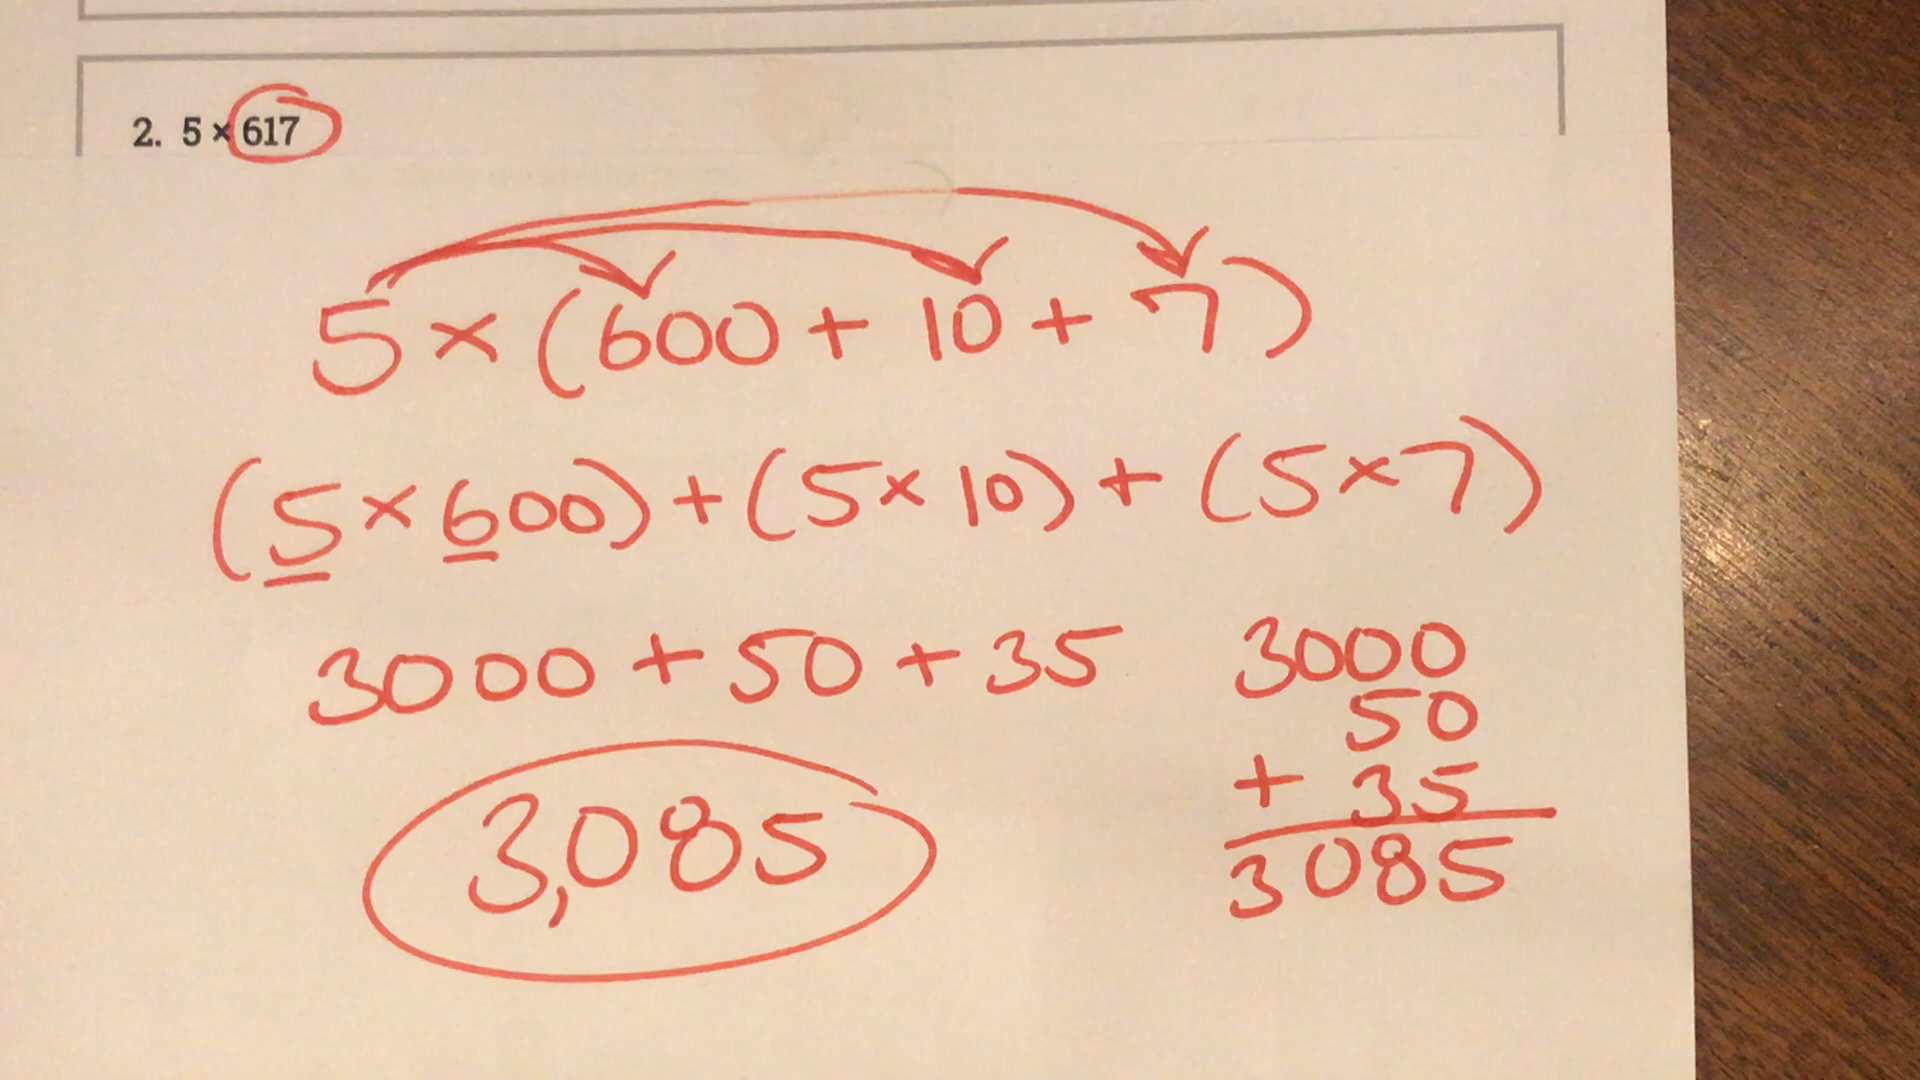 2. 5 × 617
5 × (600 + 10 + 7)
(5 × 600) + (5 × 10) + (5 × 7)
3000 + 50 + 35
3,085
3000
50
+ 35
3085